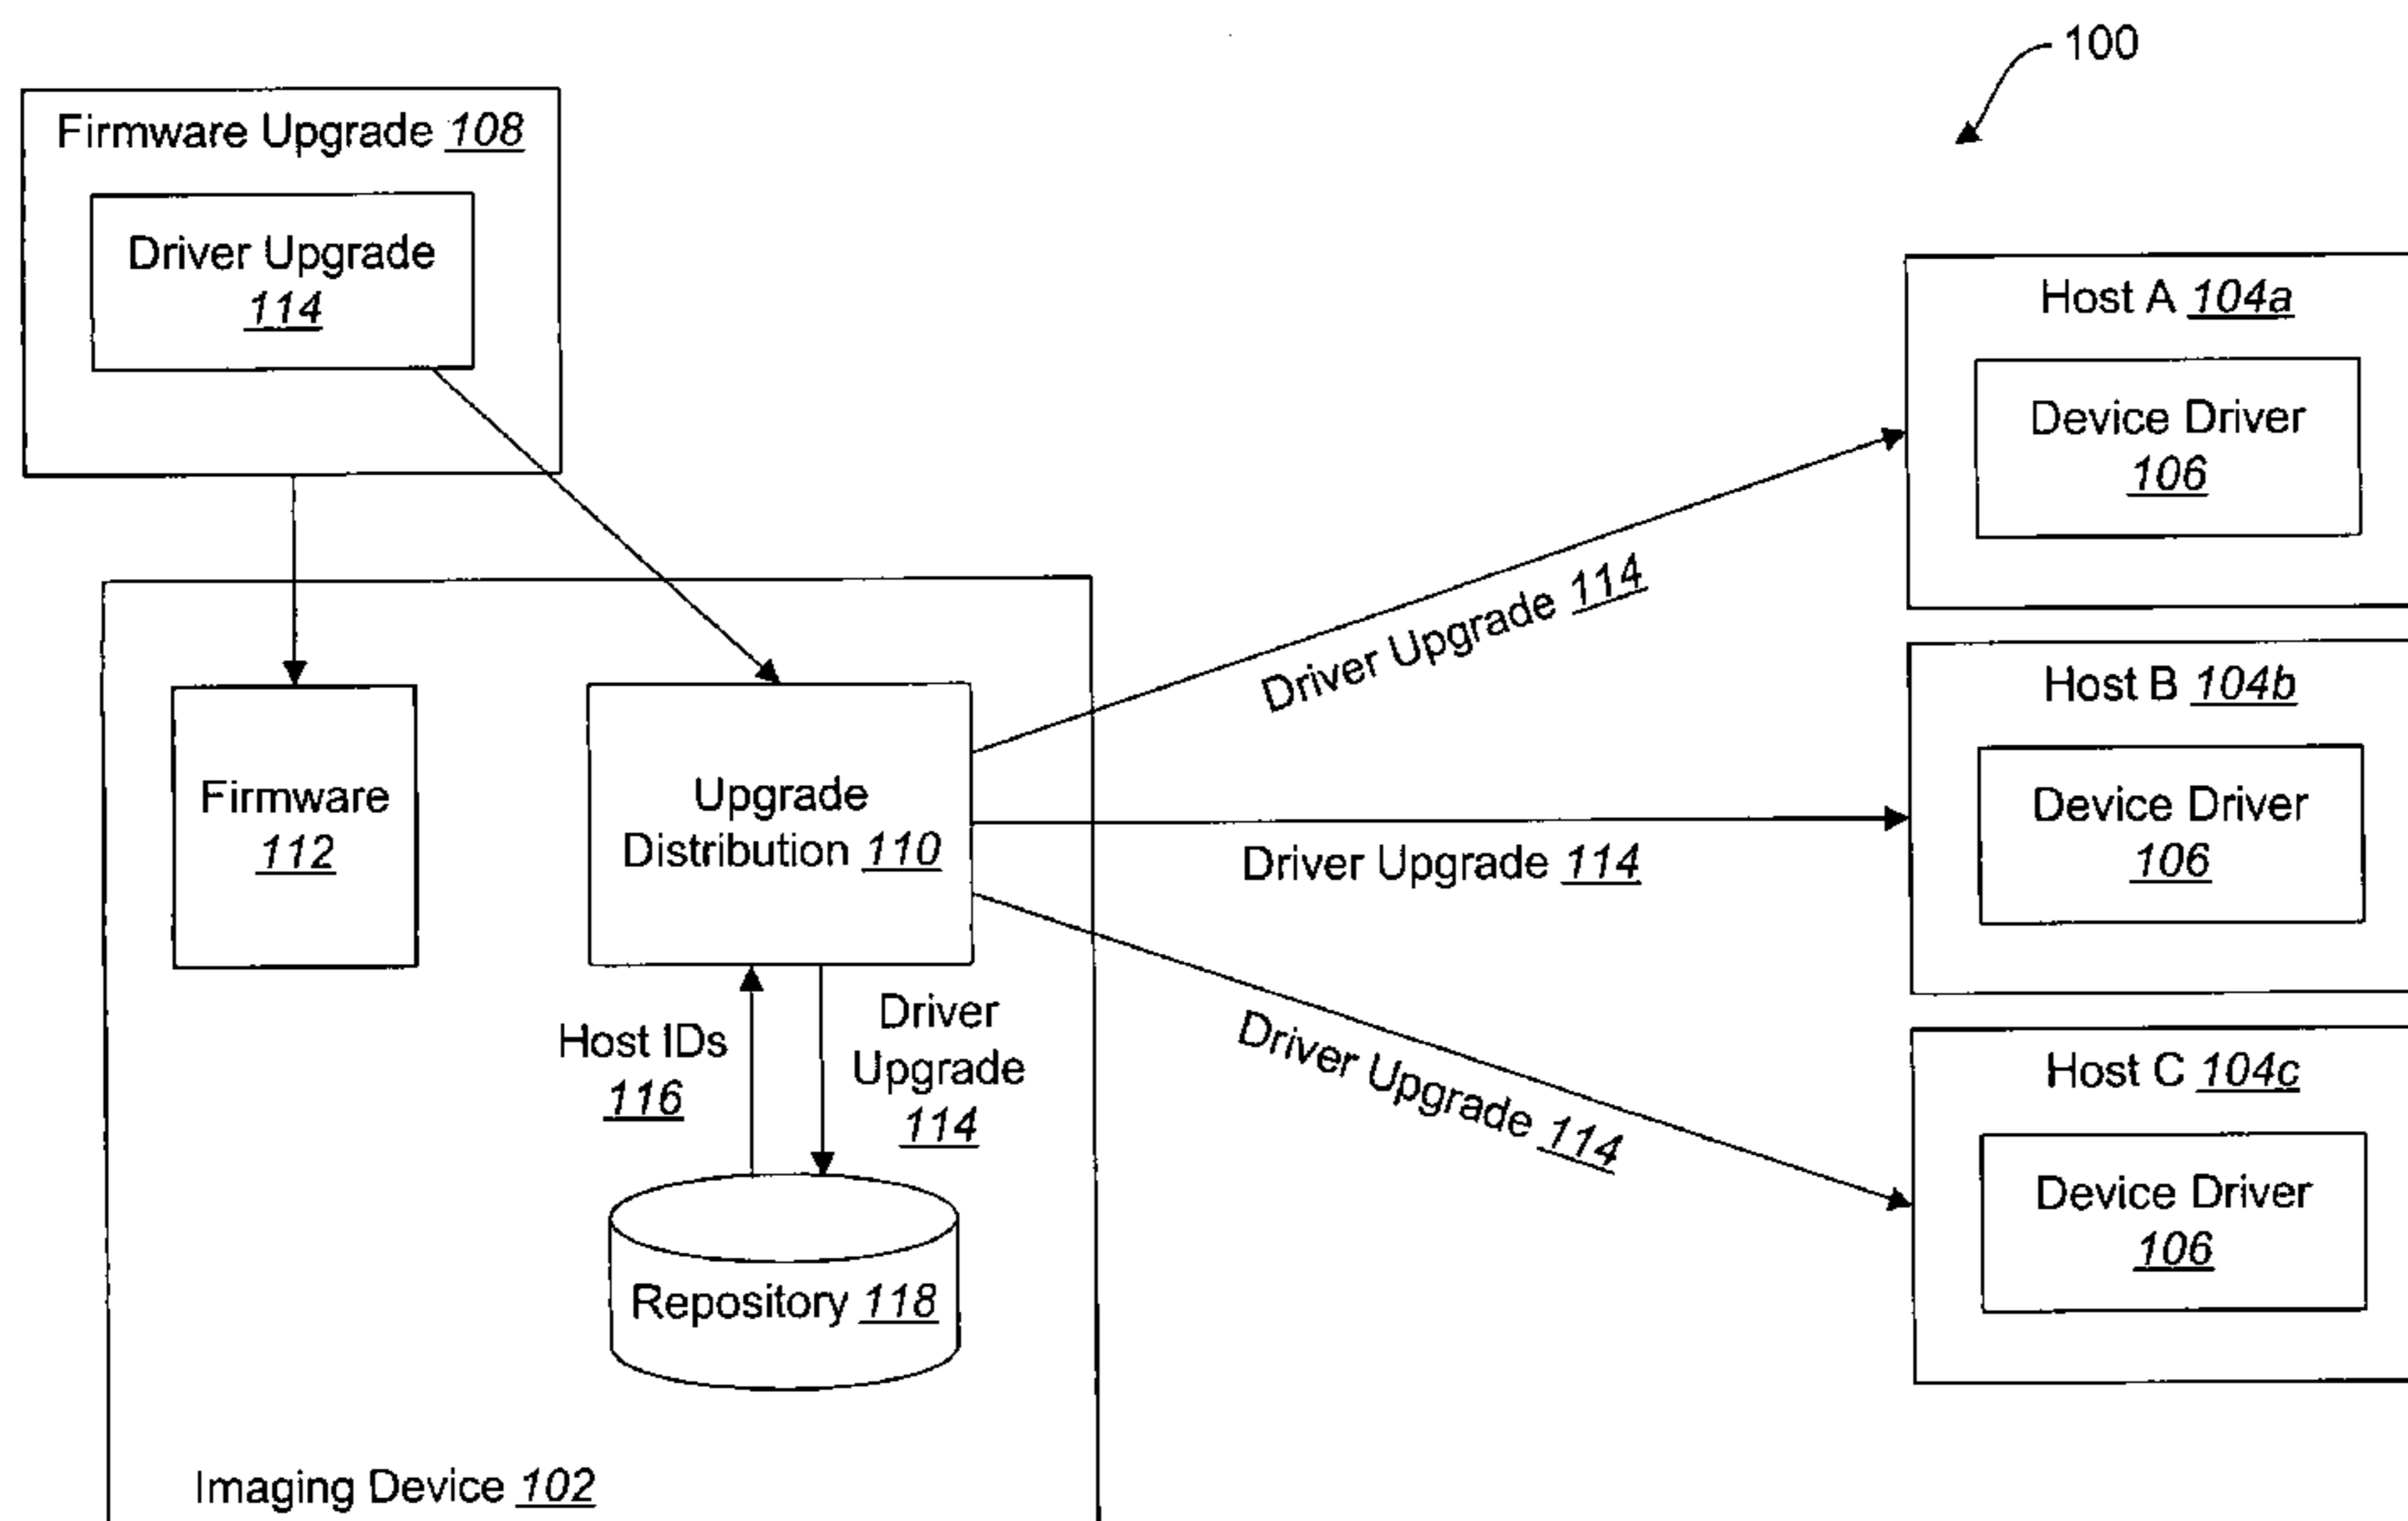 100
Firmware Upgrade 108
Driver Upgrade
114
Host A 104a
Device Driver
106
Driver Upgrade 114
Host B 104b
Device Driver
106
Firmware
112
Upgrade
Distribution 110
Driver Upgrade 114
Host IDs
116
Driver
Upgrade
114
Driver Upgrade 114
Host C 104c
Device Driver
106
Repository 118
Imaging Device 102